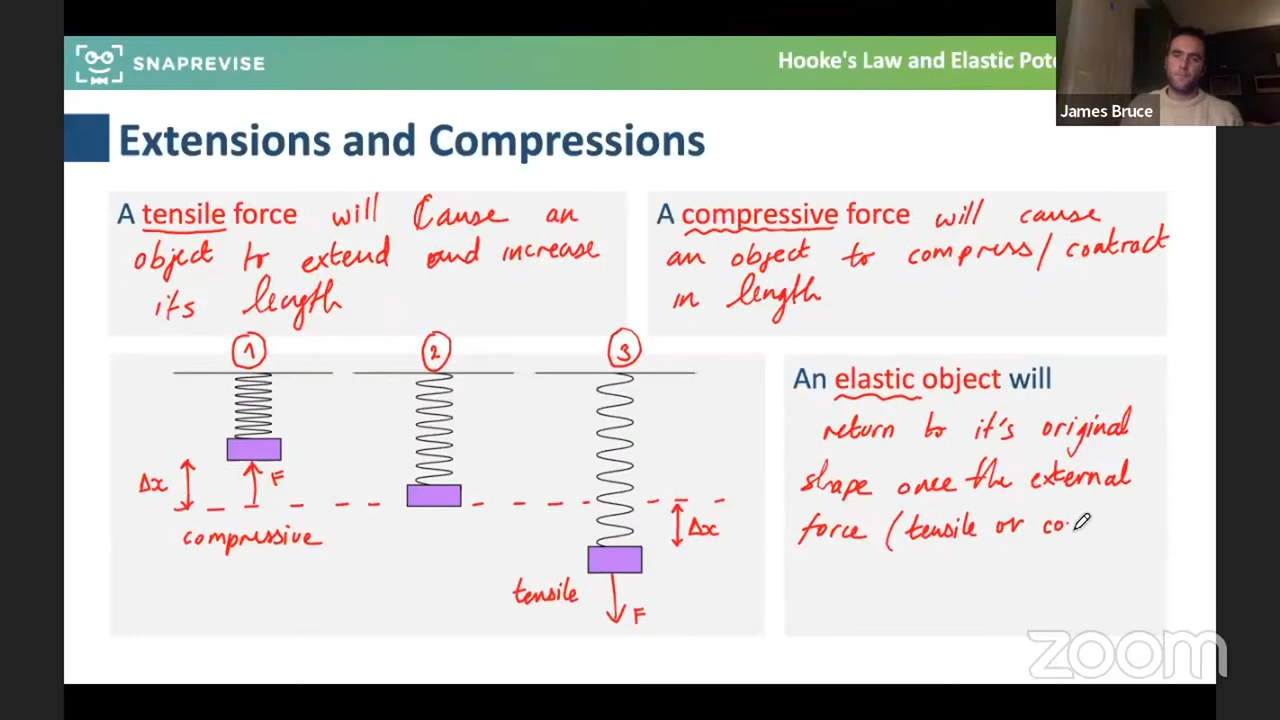 SNAPREVISE
Hooke's Law and Elastic Pote
James Bruce
Extensions and Compressions
A tensile force will cause an
object to extend and increase
its length
A compressive force will cause
an object to compress/contract
in length
1
2
3
Δx
F
compressive
Δx
tensile
F
An elastic object will
return to it's original
shape once the external
force (tensile or co
zoom